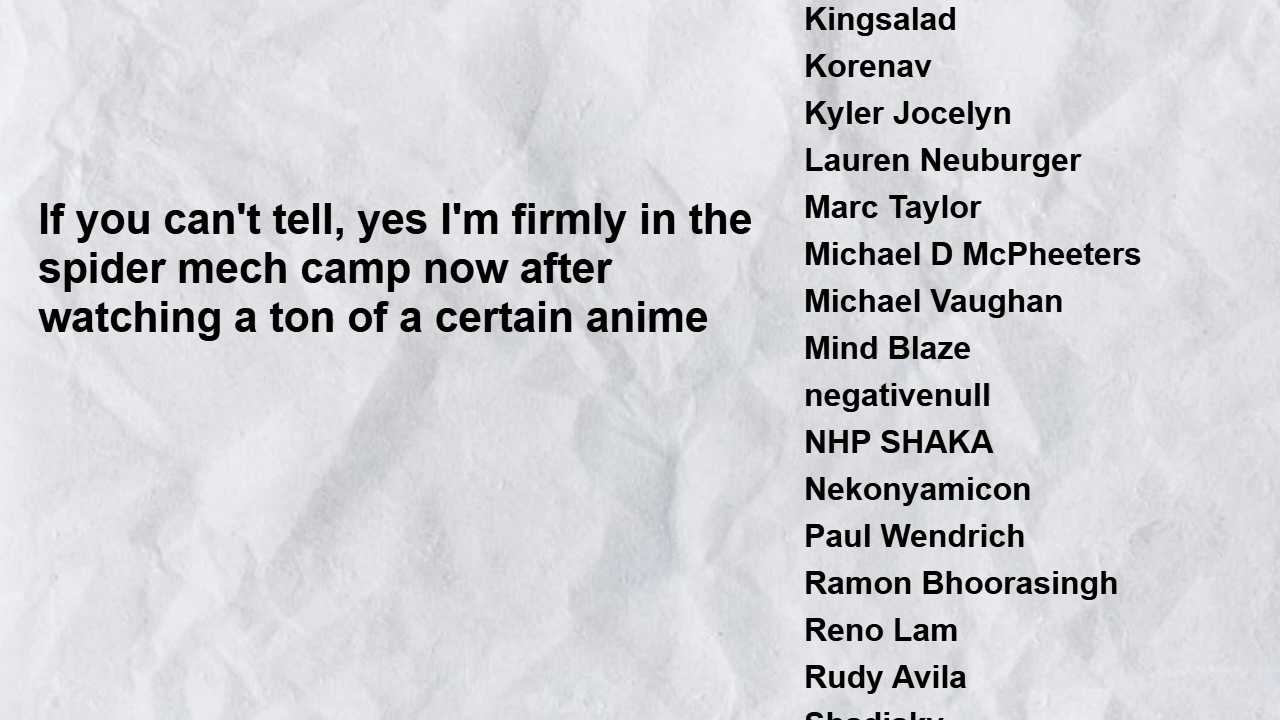 If you can't tell, yes I'm firmly in the
spider mech camp now after
watching a ton of a certain anime
Kingsalad
Korenav
Kyler Jocelyn
Lauren Neuburger
Marc Taylor
Michael D McPheeters
Michael Vaughan
Mind Blaze
negativenull
NHP SHAKA
Nekonyamicon
Paul Wendrich
Ramon Bhoorasingh
Reno Lam
Rudy Avila